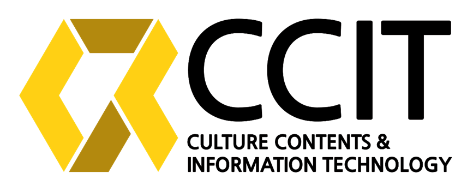 CCIT
CULTURE CONTENTS &
INFORMATION TECHNOLOGY